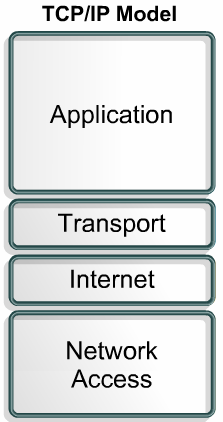 TCP/IP Model
Application
Transport
Internet
Network
Access